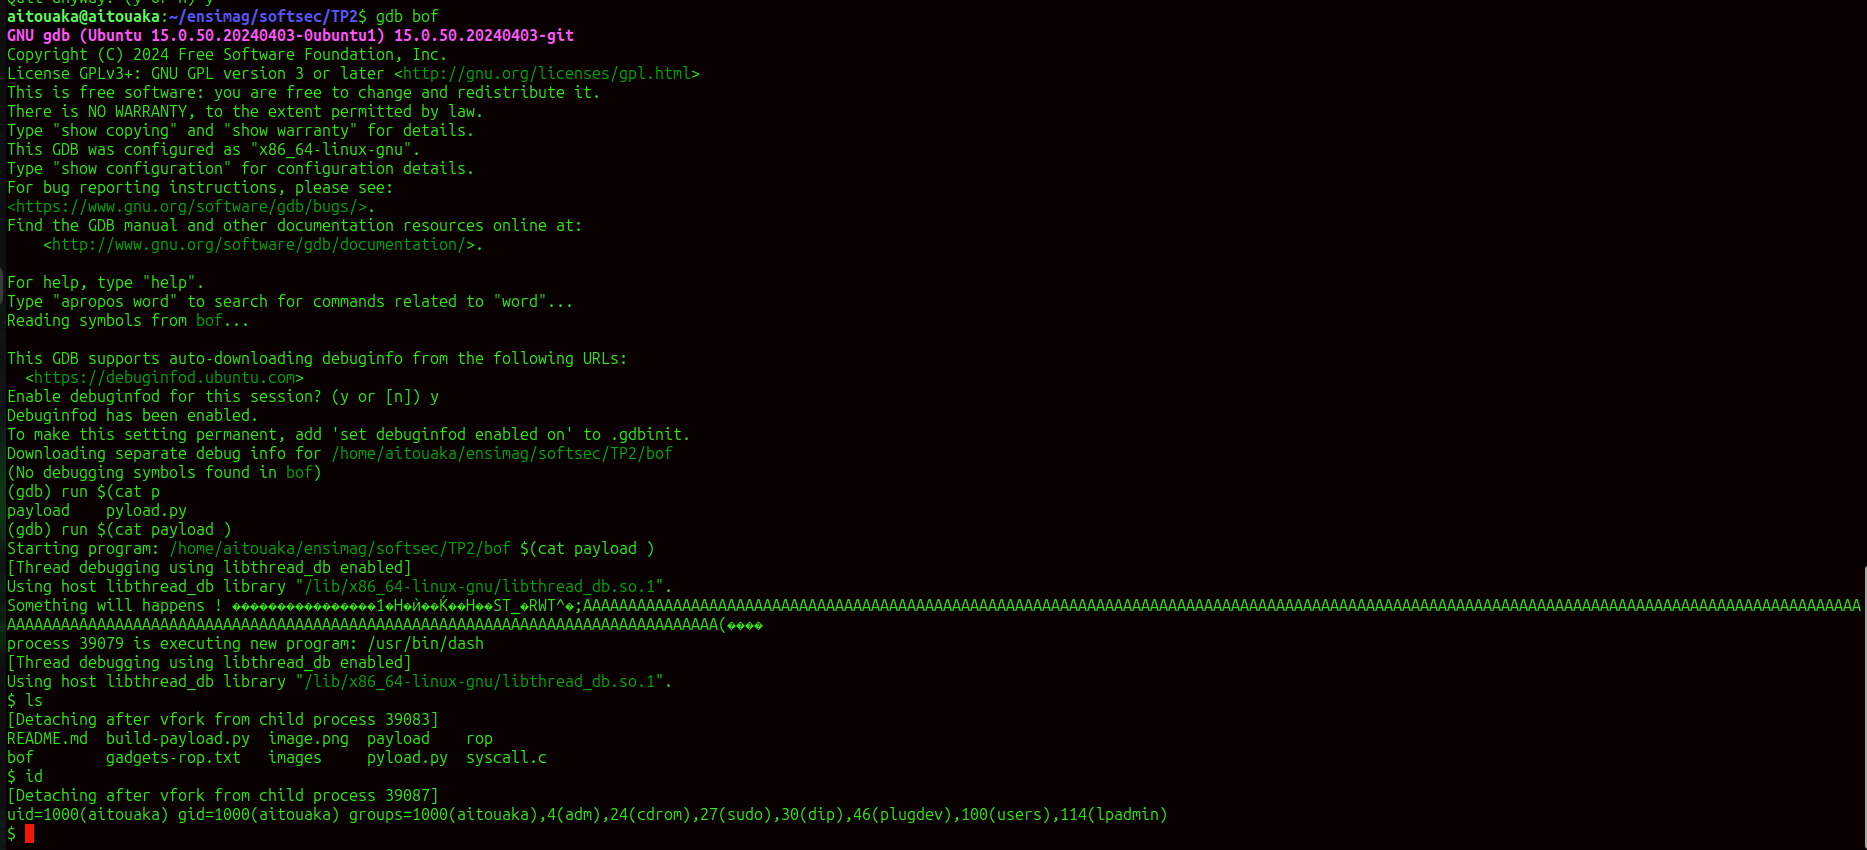 Quit anyway? (y or n) y
aitouaka@aitouaka:~/ensimag/softsec/TP2$ gdb bof
GNU gdb (Ubuntu 15.0.50.20240403-0ubuntu1) 15.0.50.20240403-git
Copyright (C) 2024 Free Software Foundation, Inc.
License GPLv3+: GNU GPL version 3 or later <http://gnu.org/licenses/gpl.html>
This is free software: you are free to change and redistribute it.
There is NO WARRANTY, to the extent permitted by law.
Type "show copying" and "show warranty" for details.
This GDB was configured as "x86_64-linux-gnu".
Type "show configuration" for configuration details.
For bug reporting instructions, please see:
<https://www.gnu.org/software/gdb/bugs/>.
Find the GDB manual and other documentation resources online at:
    <http://www.gnu.org/software/gdb/documentation/>.
For help, type "help".
Type "apropos word" to search for commands related to "word"...
Reading symbols from bof...
This GDB supports auto-downloading debuginfo from the following URLs:
  <https://debuginfod.ubuntu.com>
Enable debuginfod for this session? (y or [n]) y
Debuginfod has been enabled.
To make this setting permanent, add 'set debuginfod enabled on' to .gdbinit.
Downloading separate debug info for /home/aitouaka/ensimag/softsec/TP2/bof
(No debugging symbols found in bof)
(gdb) run $(cat p
payload    pyload.py
(gdb) run $(cat payload )
Starting program: /home/aitouaka/ensimag/softsec/TP2/bof $(cat payload )
[Thread debugging using libthread_db enabled]
Using host libthread_db library "/lib/x86_64-linux-gnu/libthread_db.so.1".
Something will happens !
process 39079 is executing new program: /usr/bin/dash
[Thread debugging using libthread_db enabled]
Using host libthread_db library "/lib/x86_64-linux-gnu/libthread_db.so.1".
$ ls
[Detaching after vfork from child process 39083]
README.md  build-payload.py  image.png  payload    rop
bof        gadgets-rop.txt   images     pyload.py  syscall.c
$ id
[Detaching after vfork from child process 39087]
uid=1000(aitouaka) gid=1000(aitouaka) groups=1000(aitouaka),4(adm),24(cdrom),27(sudo),30(dip),46(plugdev),100(users),114(lpadmin)
$